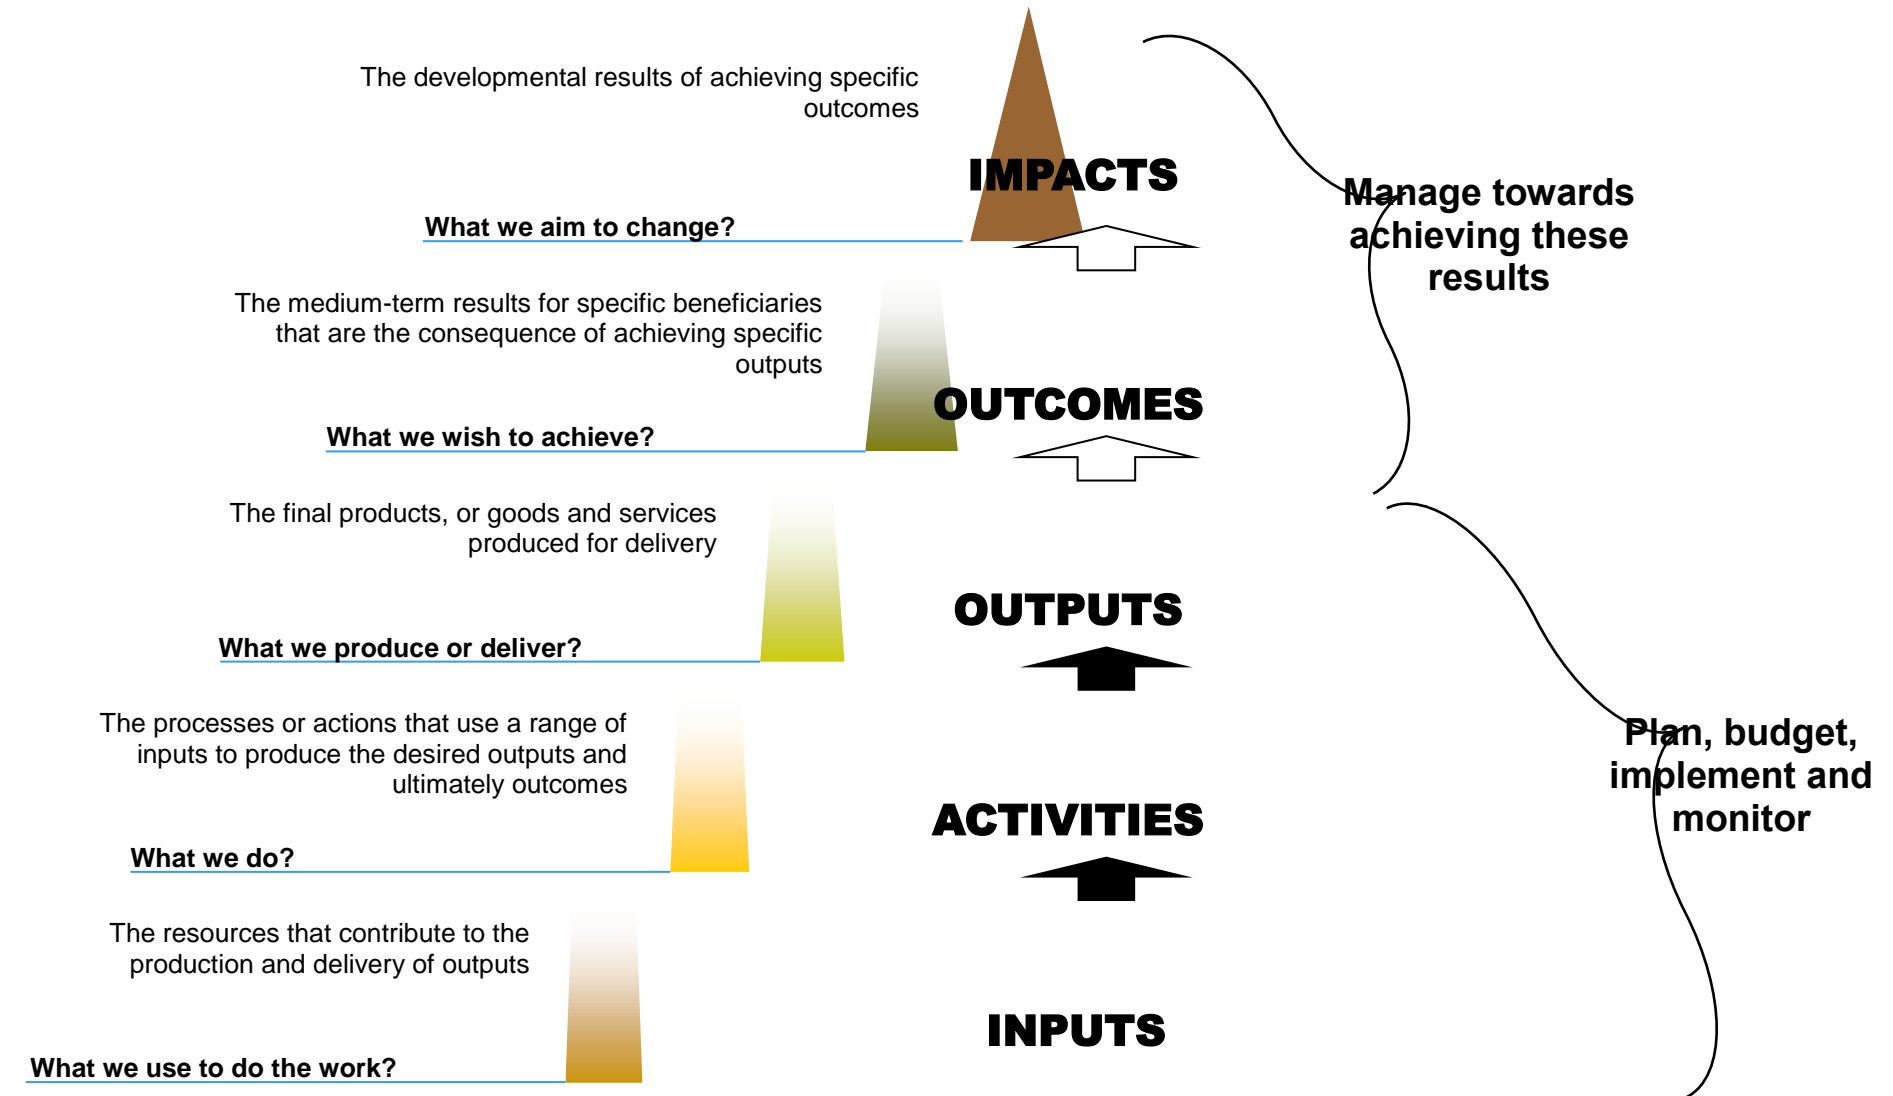 The developmental results of achieving specific
outcomes
IMPACTS
What we aim to change?
Manage towards
achieving these
results
The medium-term results for specific beneficiaries
that are the consequence of achieving specific
outputs
OUTCOMES
What we wish to achieve?
The final products, or goods and services
produced for delivery
OUTPUTS
What we produce or deliver?
The processes or actions that use a range of
inputs to produce the desired outputs and
ultimately outcomes
Plan, budget,
implement and
monitor
ACTIVITIES
What we do?
The resources that contribute to the
production and delivery of outputs
INPUTS
What we use to do the work?